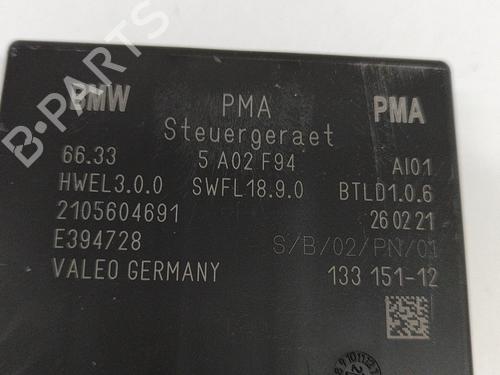 BMW PMA PMA
Steuergeraet
66.33 5 A02 F94 AI01
HWEL3.0.0 SWFL18.9.0 BTLD1.0.6
2105604691 26 02 21
E394728 S/B/02/PN/01
VALEO GERMANY 133 151-12
B-PARTS